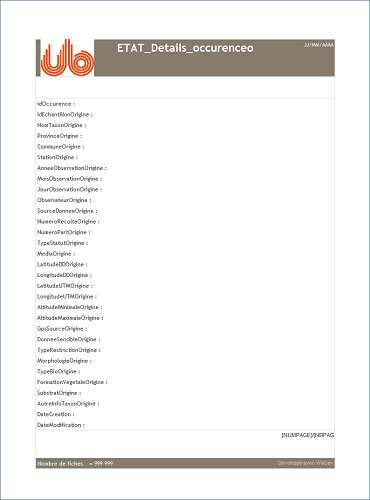 ulb
ETAT_Details_occurenceo
JJ/MM/AAAA
IdOccurence :
IdEchantillonOrigine :
NomTaxonOrigine :
ProvinceOrigine :
CommuneOrigine :
StationOrigine :
AnneeObservationOrigine :
MoisObservationOrigine :
JourObservationOrigine :
ObservateurOrigine :
SourceDonneeOrigine :
NumeroRecolteOrigine :
NumeroPartOrigine :
TypeStatutOrigine :
MediaOrigine :
LatitudeDDOrigine :
LongitudeDDOrigine :
LatitudeUTMOrigine :
LongitudeUTMOrigine :
AltitudeMinimaleOrigine :
AltitudeMaximaleOrigine :
GpsSourceOrigine :
DonneeSensibleOrigine :
TypeRestrictionOrigine :
MorphologieOrigine :
TypeBioOrigine :
FormationVegetaleOrigine :
SubstratOrigine :
AutreInfoTaxonOrigine :
DateCreation :
DateModification :
[NUMPAGE]/[NBPAG
Nombre de fiches + 999 999
Développé avec WinDev